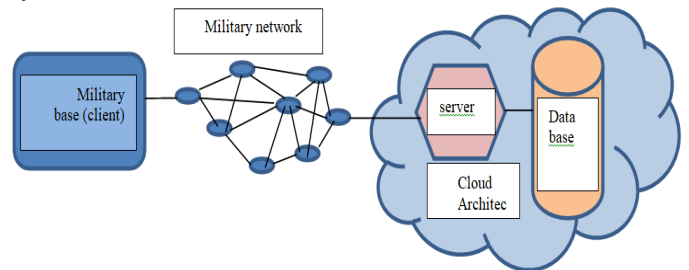 Military network
Military
base (client)
server
Data
base
Cloud
Architec